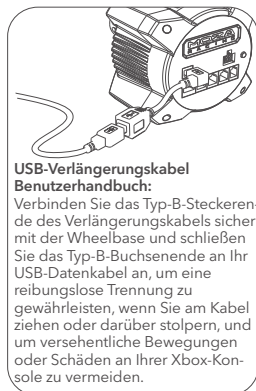 MOZA
USB-Verlängerungskabel
Benutzerhandbuch:
Verbinden Sie das Typ-B-Steckeren-
de des Verlängerungskabels sicher
mit der Wheelbase und schließen
Sie das Typ-B-Buchsenende an Ihr
USB-Datenkabel an, um eine
reibungslose Trennung zu
gewährleisten, wenn Sie am Kabel
ziehen oder darüber stolpern, und
um versehentliche Bewegungen
oder Schäden an Ihrer Xbox-Kon-
sole zu vermeiden.